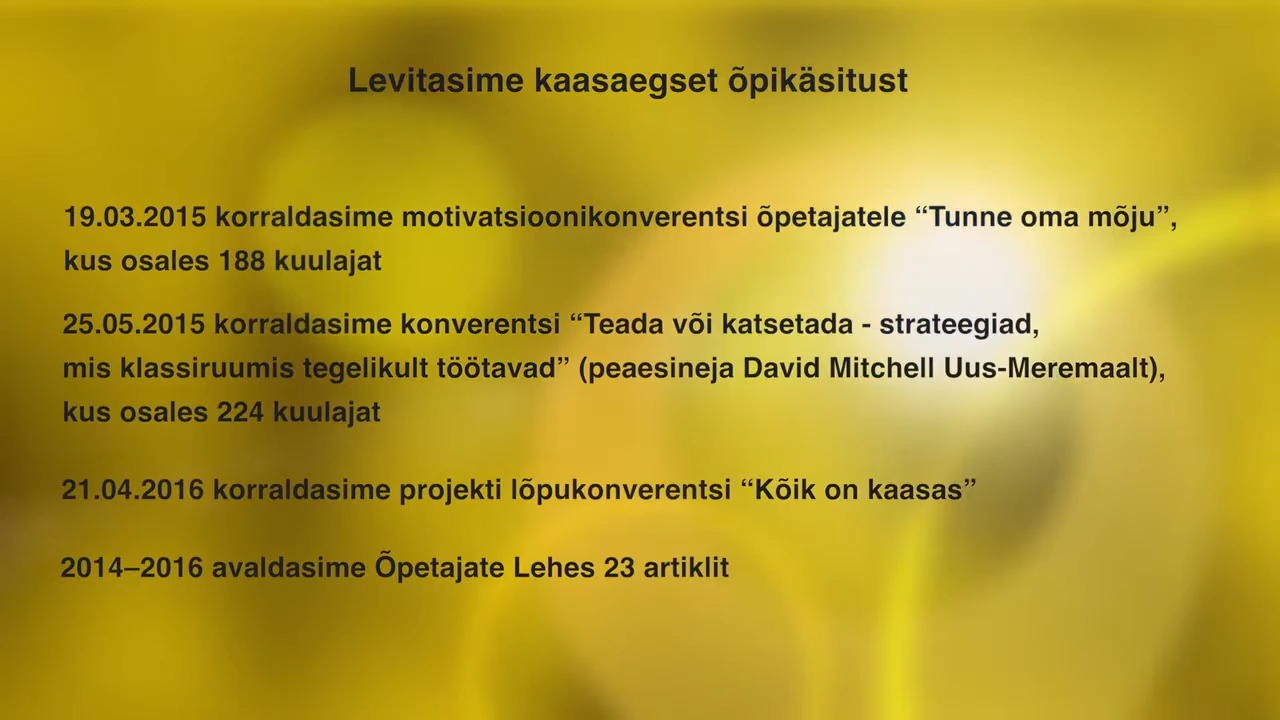 Levitasime kaasaegset õpikäsitust
19.03.2015 korraldasime motivatsioonikonverentsi õpetajatele “Tunne oma mõju”,
kus osales 188 kuulajat
25.05.2015 korraldasime konverentsi “Teada või katsetada - strateegiad,
mis klassiruumis tegelikult töötavad” (peaesineja David Mitchell Uus-Meremaalt),
kus osales 224 kuulajat
21.04.2016 korraldasime projekti lõpukonverentsi “Kõik on kaasas”
2014–2016 avaldasime Õpetajate Lehes 23 artiklit